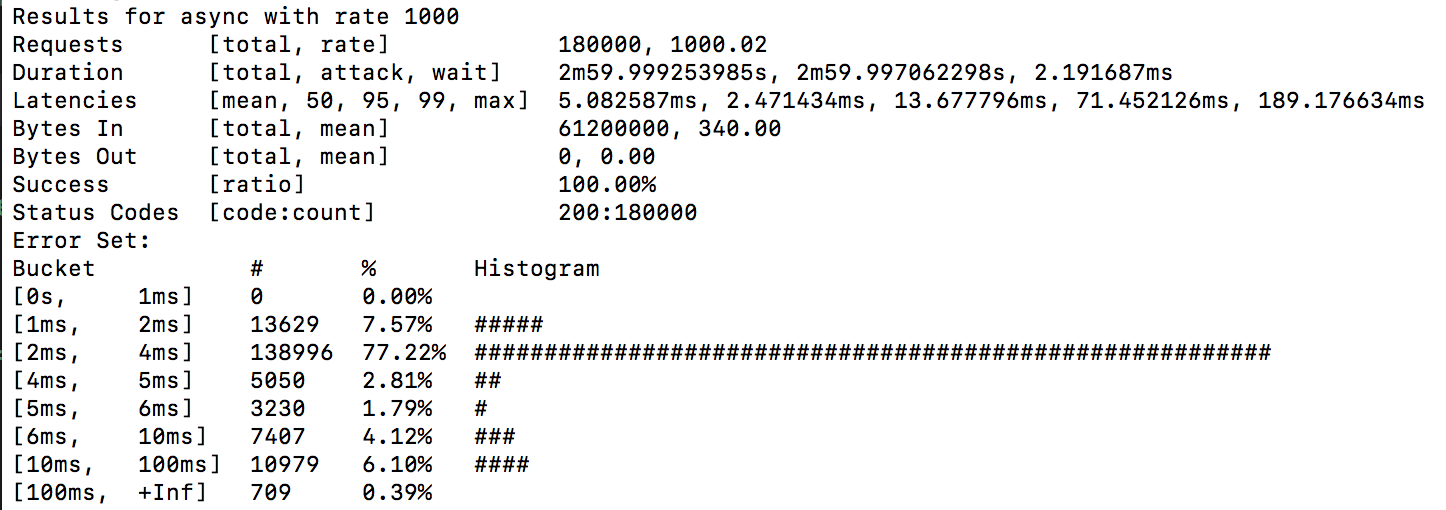 Results for async with rate 1000
Requests      [total, rate]            180000, 1000.02
Duration      [total, attack, wait]    2m59.999253985s, 2m59.997062298s, 2.191687ms
Latencies     [mean, 50, 95, 99, max]  5.082587ms, 2.471434ms, 13.677796ms, 71.452126ms, 189.176634ms
Bytes In      [total, mean]            61200000, 340.00
Bytes Out     [total, mean]            0, 0.00
Success       [ratio]                  100.00%
Status Codes  [code:count]             200:180000
Error Set:
Bucket           #       %       Histogram
[0s,     1ms]    0       0.00%
[1ms,    2ms]    13629   7.57%   #####
[2ms,    4ms]    138996  77.22%  #########################################################
[4ms,    5ms]    5050    2.81%   ##
[5ms,    6ms]    3230    1.79%   #
[6ms,    10ms]   7407    4.12%   ###
[10ms,   100ms]  10979   6.10%   ####
[100ms,  +Inf]   709     0.39%